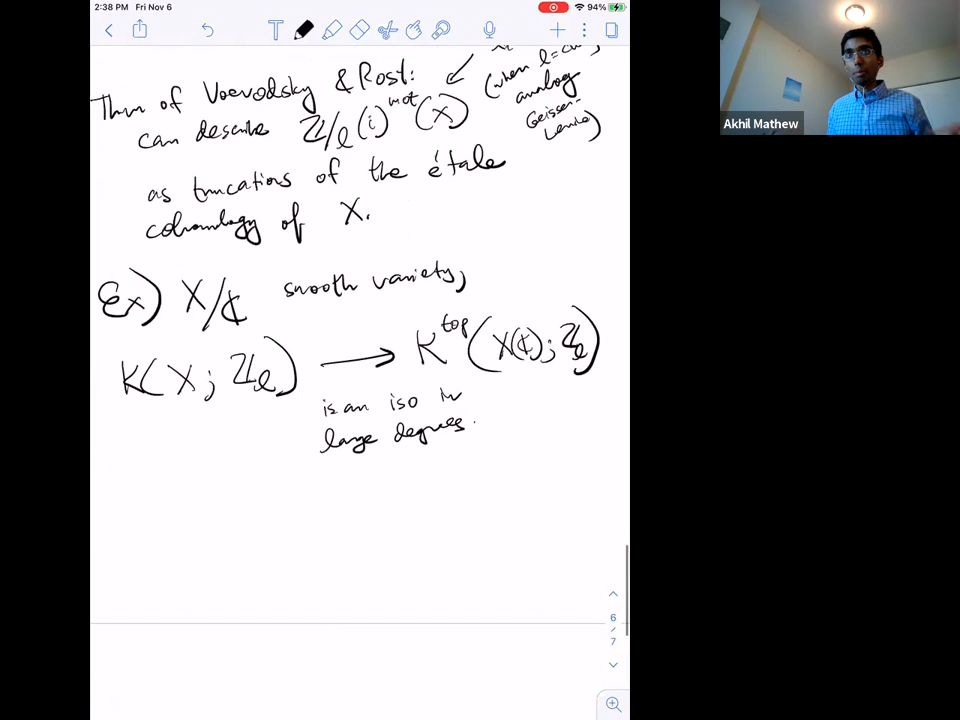 2:38 PM Fri Nov 6
94%
Thm of Voevodsky & Rost:
can describe ℤ/ℓ(i)^mot(X)
(when ℓ=
analog
Geisser-
Levine)
as truncations of the étale
cohomology of X.
Ex) X/ℂ smooth variety,
K(X; ℤ_ℓ) → K^top(X(ℂ); ℤ_ℓ)
is an iso in
large degrees.
6
/
7
Akhil Mathew